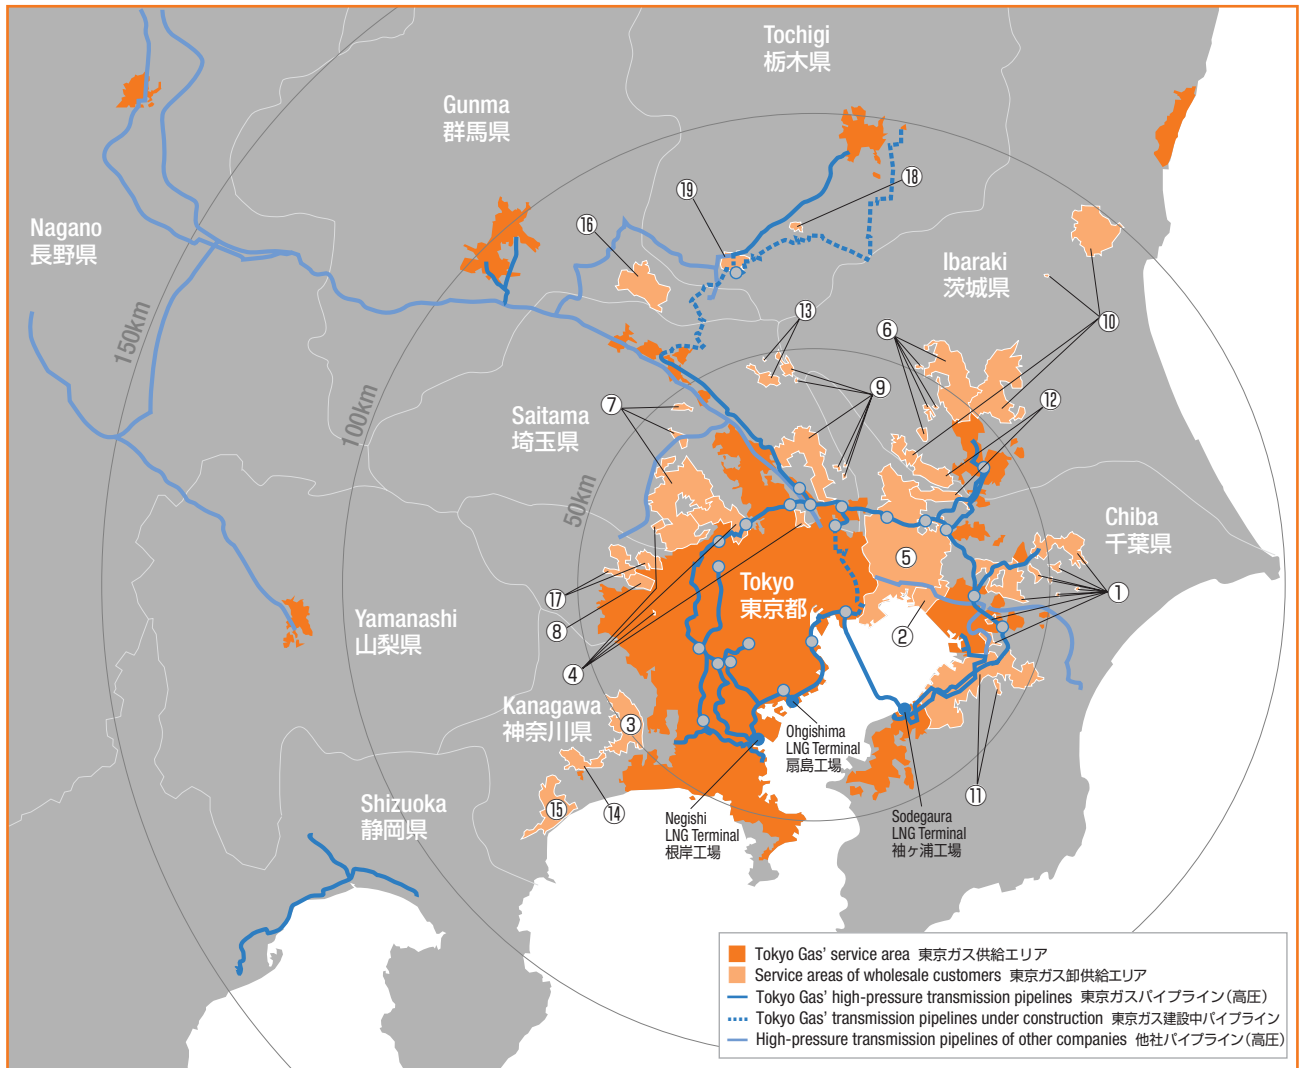 Tochigi
栃木県
Gunma
群馬県
⑲
⑱
⑯
Nagano
長野県
Ibaraki
茨城県
150km
⑬
⑥
⑩
100km
⑨
⑫
⑦
Saitama
埼玉県
50km
Chiba
千葉県
⑤
Tokyo
東京都
⑰
①
Yamanashi
山梨県
⑧
②
④
Kanagawa
神奈川県
③
Ohgishima
LNG Terminal
扇島工場
⑪
Shizuoka
静岡県
⑮
⑭
Negishi
LNG Terminal
根岸工場
Sodegaura
LNG Terminal
袖ヶ浦工場
Tokyo Gas' service area 東京ガス供給エリア
Service areas of wholesale customers 東京ガス卸供給エリア
Tokyo Gas' high-pressure transmission pipelines 東京ガスパイプライン(高圧)
Tokyo Gas' transmission pipelines under construction 東京ガス建設中パイプライン
High-pressure transmission pipelines of other companies 他社パイプライン(高圧)